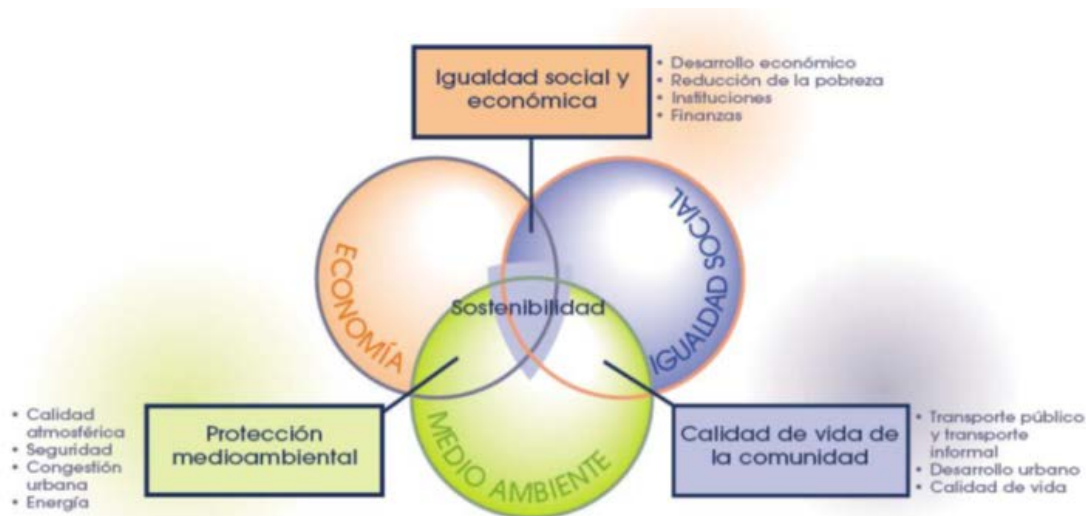 Igualdad social y
económica
• Desarrollo económico
• Reducción de la pobreza
• Instituciones
• Finanzas
ECONOMÍA
IGUALDAD SOCIAL
Sostenibilidad
MEDIO AMBIENTE
• Calidad
atmosférica
• Seguridad
• Congestión
urbana
• Energía
Protección
medioambiental
Calidad de vida de
la comunidad
• Transporte público
y transporte
informal
• Desarrollo urbano
• Calidad de vida